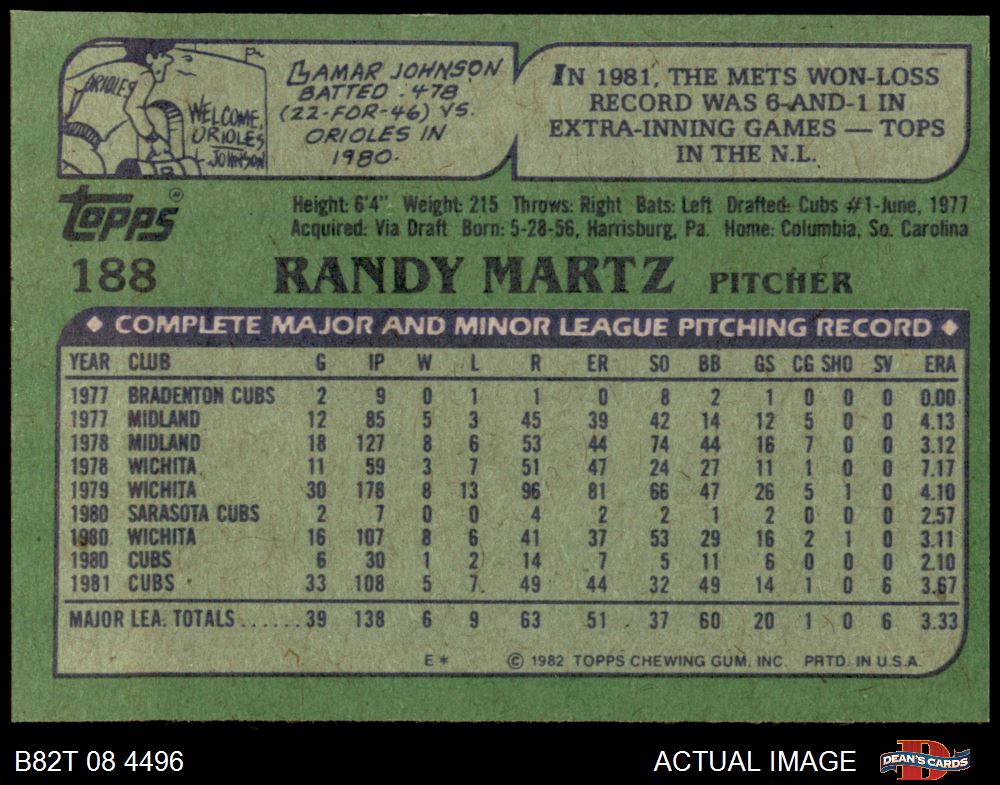 ORIOLES
WELCOME,
ORIOLES
JOHNSON
LAMAR JOHNSON
BATTED .478
(22-FOR-46) VS.
ORIOLES IN
1980.
IN 1981, THE METS WON-LOSS
RECORD WAS 6-AND-1 IN
EXTRA-INNING GAMES — TOPS
IN THE N.L.
TOPPS®
Height: 6'4" Weight: 215 Throws: Right Bats: Left Drafted: Cubs #1-June, 1977
Acquired: Via Draft Born: 5-28-56, Harrisburg, Pa. Home: Columbia, So. Carolina
188 RANDY MARTZ PITCHER
◆ COMPLETE MAJOR AND MINOR LEAGUE PITCHING RECORD ◆
YEAR CLUB G IP W L R ER SO BB GS CG SHO SV ERA
1977 BRADENTON CUBS 2 9 0 1 1 0 8 2 1 0 0 0 0.00
1977 MIDLAND 12 85 5 3 45 39 42 14 12 5 0 0 4.13
1978 MIDLAND 18 127 8 6 53 44 74 44 16 7 0 0 3.12
1978 WICHITA 11 59 3 7 51 47 24 27 11 1 0 0 7.17
1979 WICHITA 30 178 8 13 96 81 66 47 26 5 1 0 4.10
1980 SARASOTA CUBS 2 7 0 0 4 2 2 1 2 0 0 0 2.57
1980 WICHITA 16 107 8 6 41 37 53 29 16 2 1 0 3.11
1980 CUBS 6 30 1 2 14 7 5 11 6 0 0 0 2.10
1981 CUBS 33 108 5 7 49 44 32 49 14 1 0 6 3.67
MAJOR LEA. TOTALS......39 138 6 9 63 51 37 60 20 1 0 6 3.33
E* © 1982 TOPPS CHEWING GUM, INC. PRTD. IN U.S.A.
B82T 08 4496 ACTUAL IMAGE DEAN'S CARDS